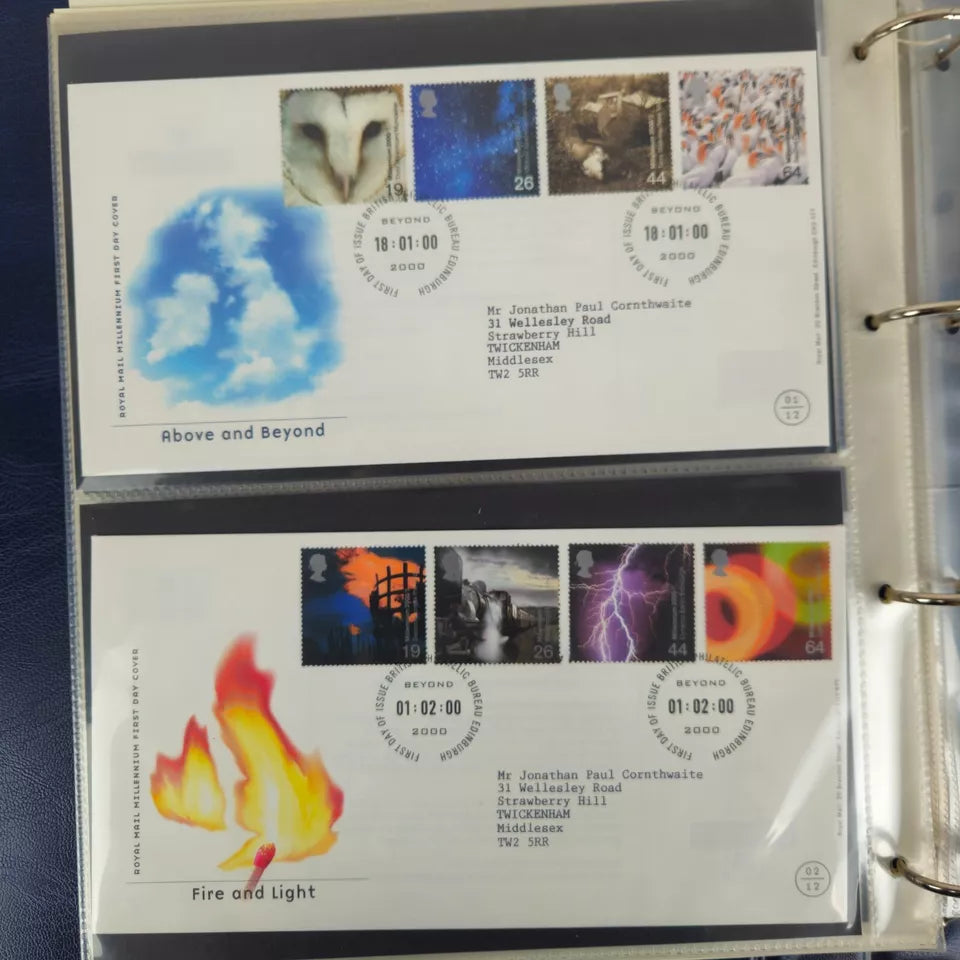 ROYAL MAIL MILLENNIUM FIRST DAY COVER
19
26
44
64
FIRST DAY OF ISSUE BRITISH PHILATELIC BUREAU EDINBURGH
BEYOND
18:01:00
2000
FIRST DAY OF ISSUE BRITISH PHILATELIC BUREAU EDINBURGH
BEYOND
18:01:00
2000
Mr Jonathan Paul Cornthwaite
31 Wellesley Road
Strawberry Hill
TWICKENHAM
Middlesex
TW2 5RR
01
12
Above and Beyond
ROYAL MAIL MILLENNIUM FIRST DAY COVER
19
26
44
64
FIRST DAY OF ISSUE BRITISH PHILATELIC BUREAU EDINBURGH
BEYOND
01:02:00
2000
FIRST DAY OF ISSUE BRITISH PHILATELIC BUREAU EDINBURGH
BEYOND
01:02:00
2000
Mr Jonathan Paul Cornthwaite
31 Wellesley Road
Strawberry Hill
TWICKENHAM
Middlesex
TW2 5RR
02
12
Fire and Light